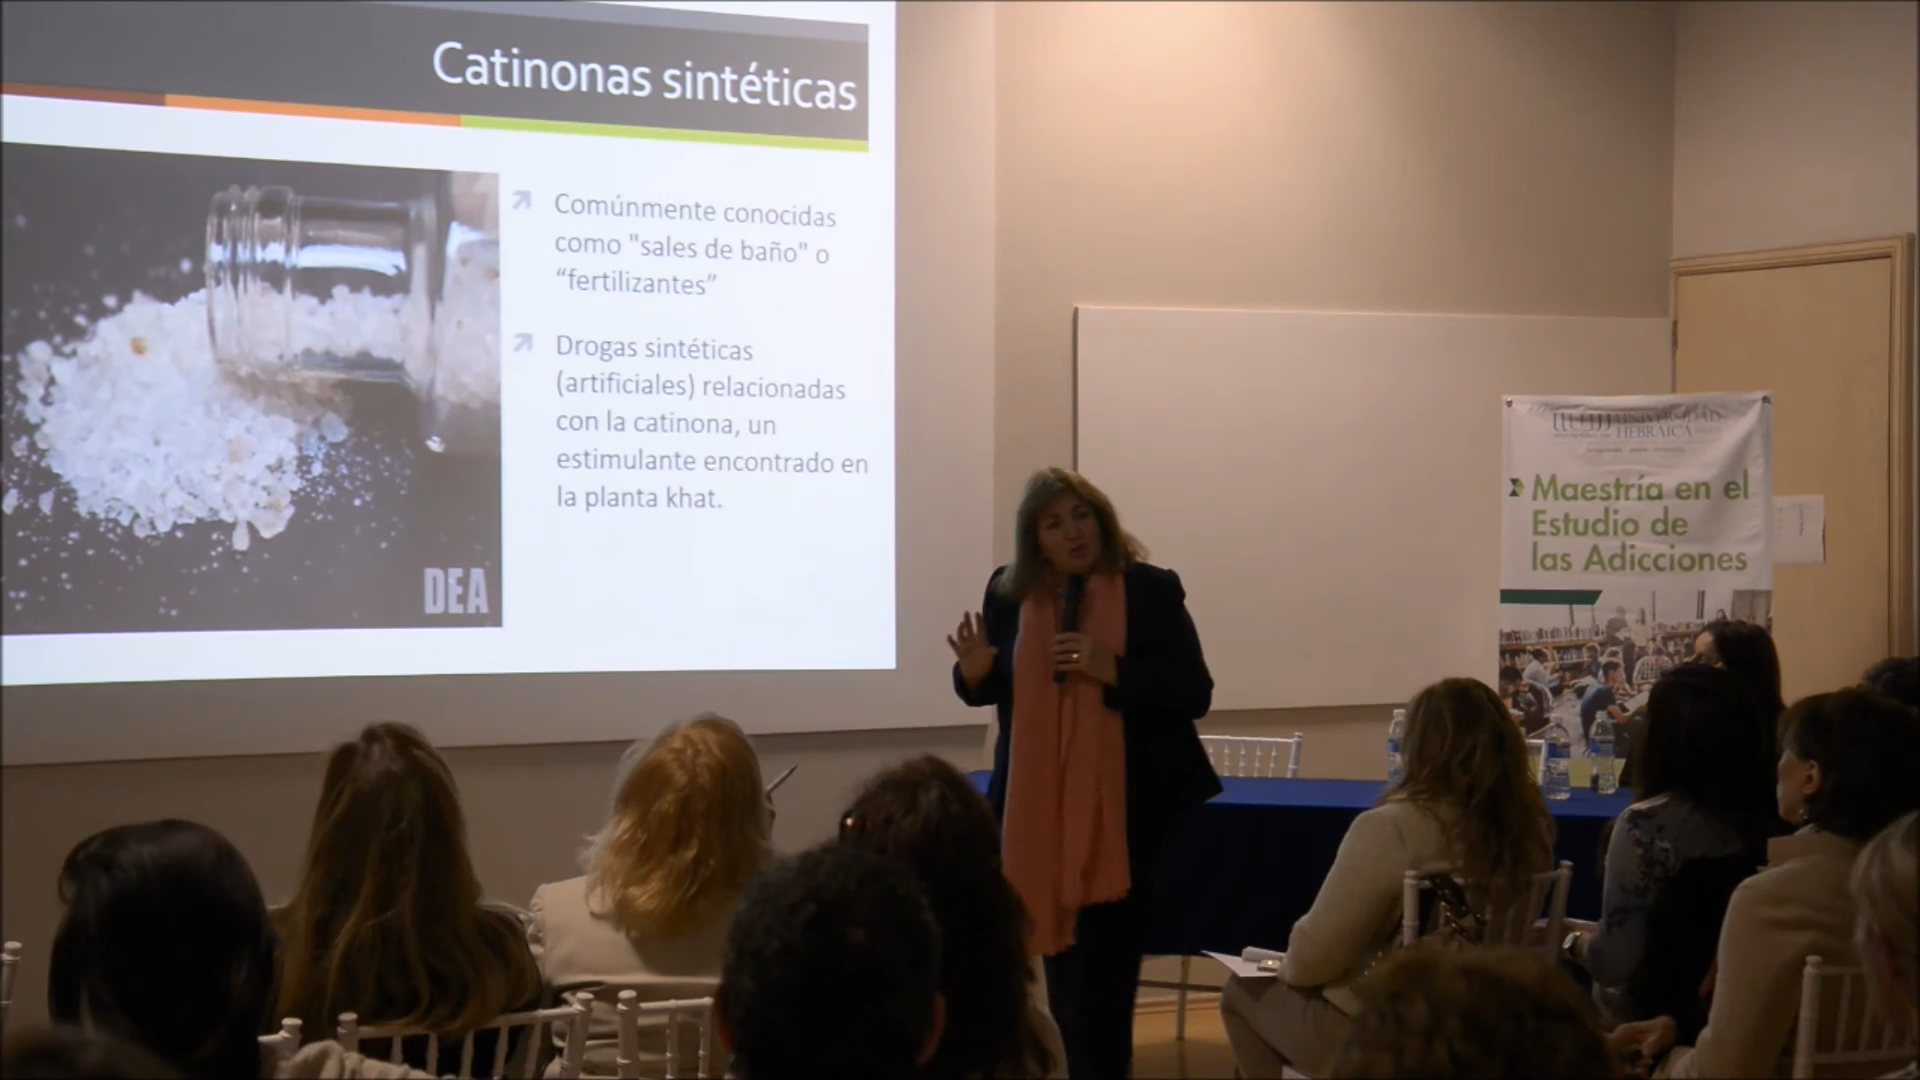 Catinonas sintéticas
Comúnmente conocidas
como "sales de baño" o
“fertilizantes”
Drogas sintéticas
(artificiales) relacionadas
con la catinona, un
estimulante encontrado en
la planta khat.
DEA
UNIVERSIDAD
HEBRAICA
Maestría en el
Estudio de
las Adicciones